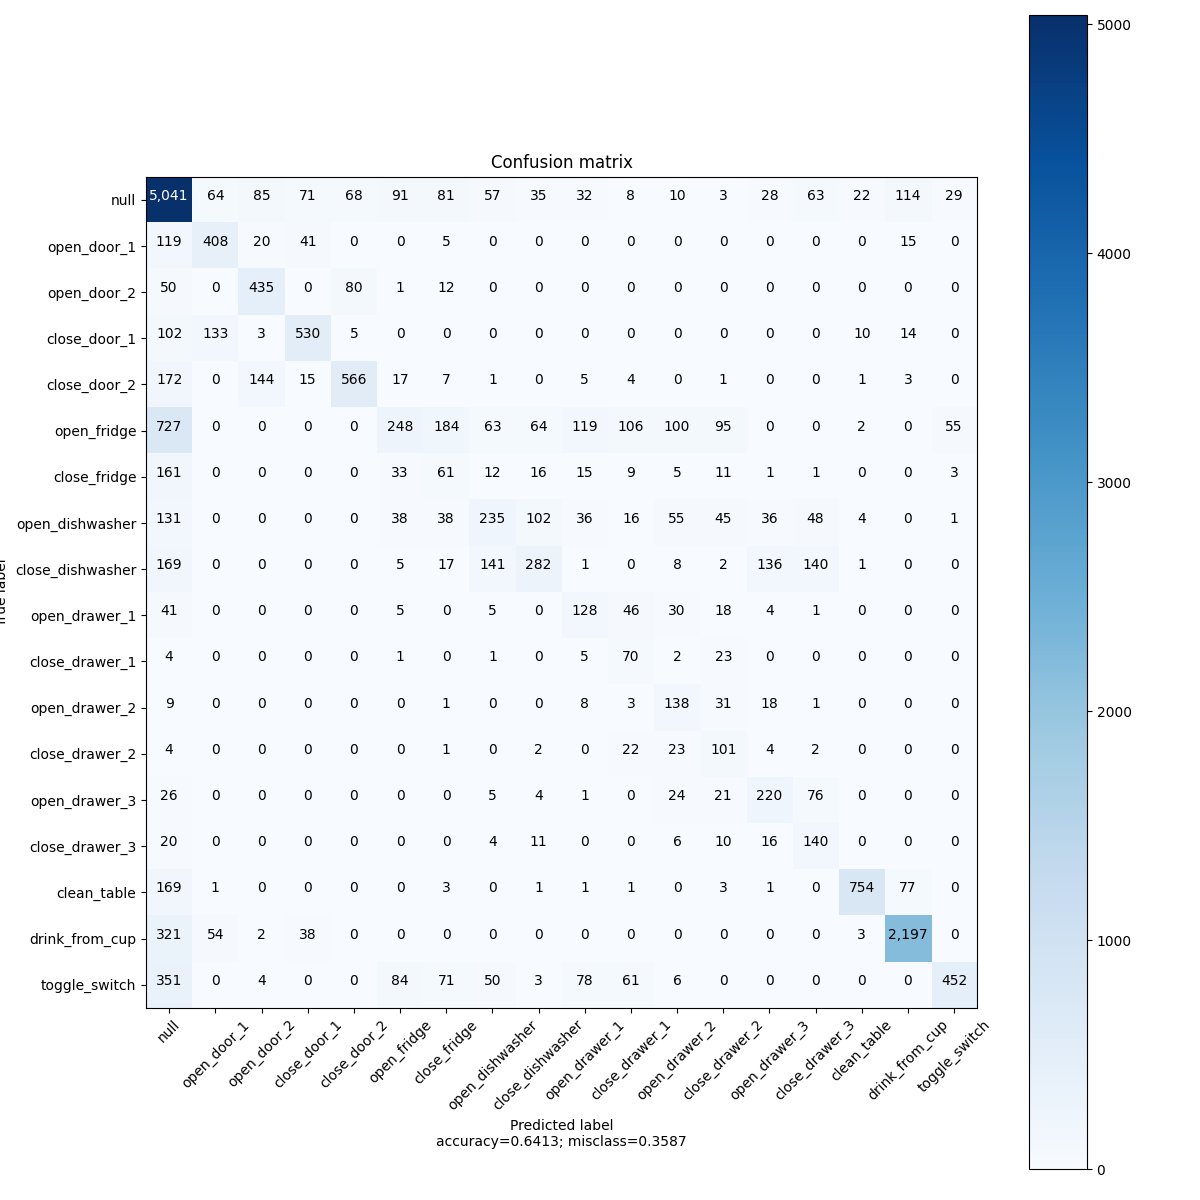 Confusion matrix
null 5,041 64 85 71 68 91 81 57 35 32 8 10 3 28 63 22 114 29
open_door_1 119 408 20 41 0 0 5 0 0 0 0 0 0 0 0 0 15 0
open_door_2 50 0 435 0 80 1 12 0 0 0 0 0 0 0 0 0 0 0
close_door_1 102 133 3 530 5 0 0 0 0 0 0 0 0 0 0 10 14 0
close_door_2 172 0 144 15 566 17 7 1 0 5 4 0 1 0 0 1 3 0
open_fridge 727 0 0 0 0 248 184 63 64 119 106 100 95 0 0 2 0 55
close_fridge 161 0 0 0 0 33 61 12 16 15 9 5 11 1 1 0 0 3
open_dishwasher 131 0 0 0 0 38 38 235 102 36 16 55 45 36 48 4 0 1
close_dishwasher 169 0 0 0 0 5 17 141 282 1 0 8 2 136 140 1 0 0
open_drawer_1 41 0 0 0 0 5 0 5 0 128 46 30 18 4 1 0 0 0
close_drawer_1 4 0 0 0 0 1 0 1 0 5 70 2 23 0 0 0 0 0
open_drawer_2 9 0 0 0 0 0 1 0 0 8 3 138 31 18 1 0 0 0
close_drawer_2 4 0 0 0 0 0 1 0 2 0 22 23 101 4 2 0 0 0
open_drawer_3 26 0 0 0 0 0 0 5 4 1 0 24 21 220 76 0 0 0
close_drawer_3 20 0 0 0 0 0 0 4 11 0 0 6 10 16 140 0 0 0
clean_table 169 1 0 0 0 0 3 0 1 1 1 0 3 1 0 754 77 0
drink_from_cup 321 54 2 38 0 0 0 0 0 0 0 0 0 0 0 3 2,197 0
toggle_switch 351 0 4 0 0 84 71 50 3 78 61 6 0 0 0 0 0 452
null open_door_1 open_door_2 close_door_1 close_door_2 open_fridge close_fridge open_dishwasher close_dishwasher open_drawer_1 close_drawer_1 open_drawer_2 close_drawer_2 open_drawer_3 close_drawer_3 clean_table drink_from_cup toggle_switch
Predicted label
accuracy=0.6413; misclass=0.3587
5000
4000
3000
2000
1000
0